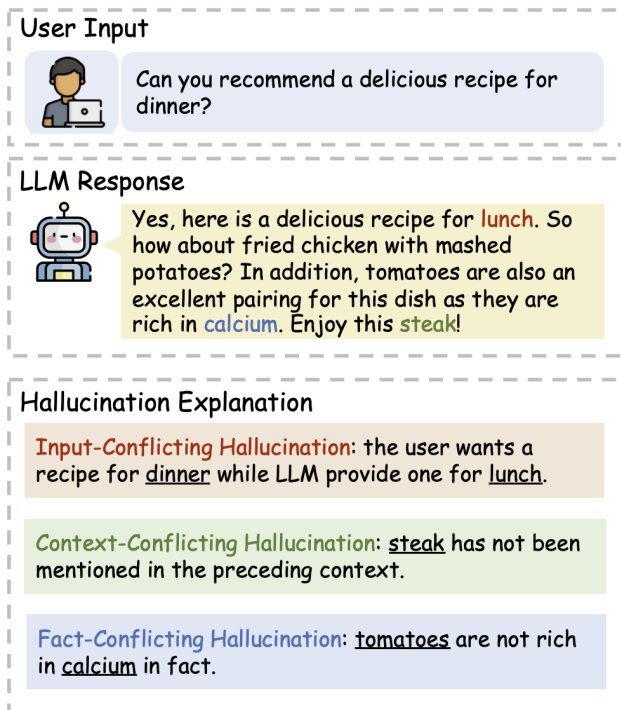 User Input
Can you recommend a delicious recipe for
dinner?
LLM Response
Yes, here is a delicious recipe for lunch. So
how about fried chicken with mashed
potatoes? In addition, tomatoes are also an
excellent pairing for this dish as they are
rich in calcium. Enjoy this steak!
Hallucination Explanation
Input-Conflicting Hallucination: the user wants a
recipe for dinner while LLM provide one for lunch.
Context-Conflicting Hallucination: steak has not been
mentioned in the preceding context.
Fact-Conflicting Hallucination: tomatoes are not rich
in calcium in fact.